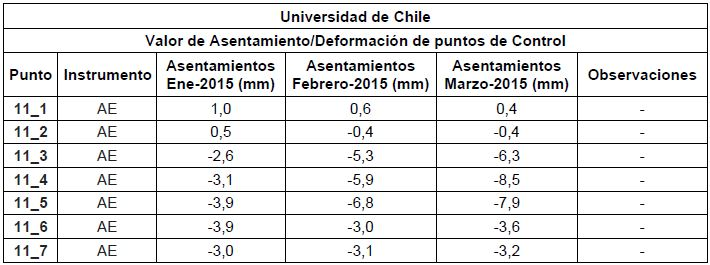 Universidad de Chile
Valor de Asentamiento/Deformación de puntos de Control
Punto Instrumento Asentamientos Ene-2015 (mm) Asentamientos Febrero-2015 (mm) Asentamientos Marzo-2015 (mm) Observaciones
11_1 AE 1,0 0,6 0,4 -
11_2 AE 0,5 -0,4 -0,4 -
11_3 AE -2,6 -5,3 -6,3 -
11_4 AE -3,1 -5,9 -8,5 -
11_5 AE -3,9 -6,8 -7,9 -
11_6 AE -3,9 -3,0 -3,6 -
11_7 AE -3,0 -3,1 -3,2 -